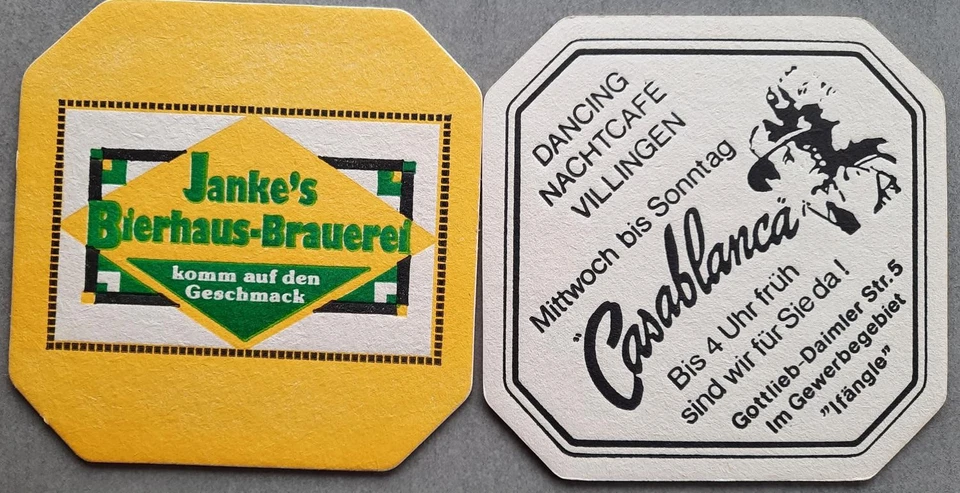 Janke's
Bierhaus-Brauerei
komm auf den
Geschmack
DANCING
NACHTCAFÉ
VILLINGEN
Mittwoch bis Sonntag
"Casablanca"
Bis 4 Uhr früh
sind wir für Sie da!
Gottlieb-Daimler Str. 5
Im Gewerbegebiet
"Ifängle"